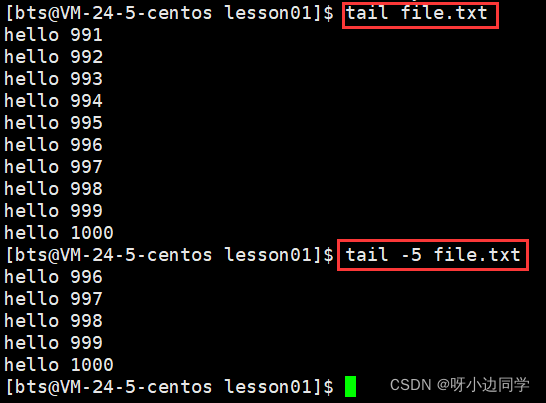 [bts@VM-24-5-centos lesson01]$ tail file.txt
hello 991
hello 992
hello 993
hello 994
hello 995
hello 996
hello 997
hello 998
hello 999
hello 1000
[bts@VM-24-5-centos lesson01]$ tail -5 file.txt
hello 996
hello 997
hello 998
hello 999
hello 1000
[bts@VM-24-5-centos lesson01]$
CSDN @呀小边同学